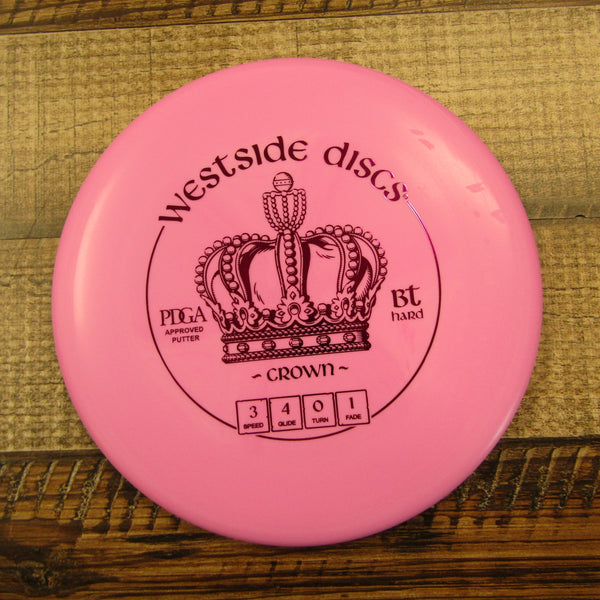 Westside Discs
PDGA
APPROVED
PUTTER
BT
hard
~ CROWN ~
3 4 0 1
SPEED GLIDE TURN FADE